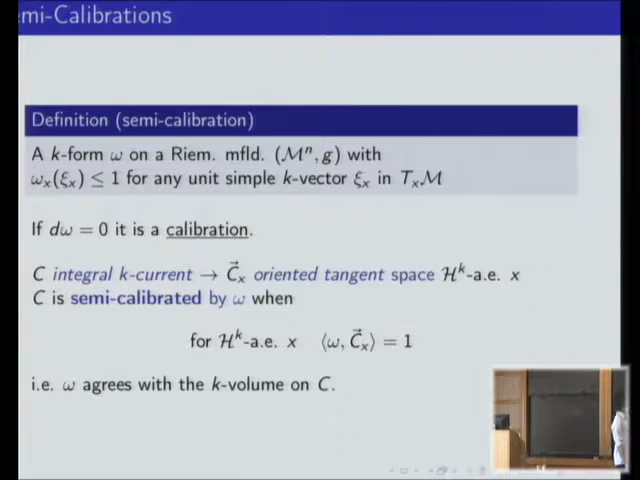 mi-Calibrations
Definition (semi-calibration)
A k-form ω on a Riem. mfld. (ℳⁿ, g) with
ωₓ(ξₓ) ≤ 1 for any unit simple k-vector ξₓ in Tₓℳ
If dω = 0 it is a calibration.
C integral k-current → C⃗ₓ oriented tangent space ℋᵏ-a.e. x
C is semi-calibrated by ω when
for ℋᵏ-a.e. x ⟨ω, C⃗ₓ⟩ = 1
i.e. ω agrees with the k-volume on C.